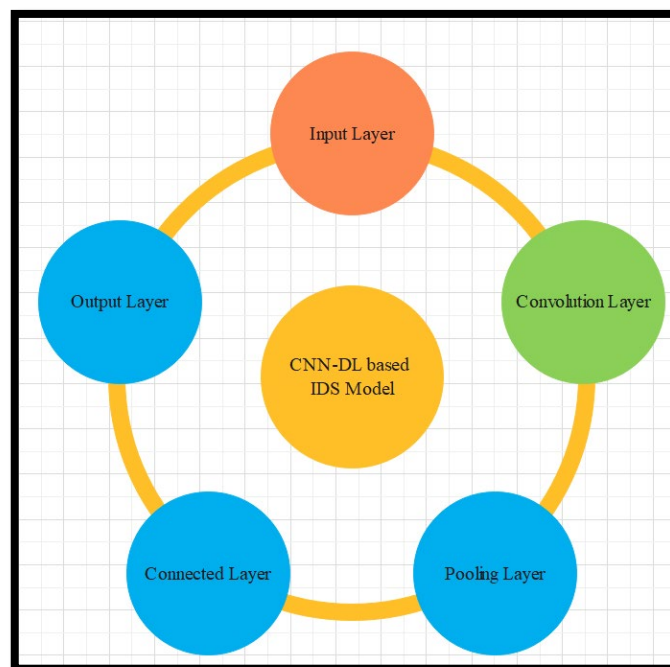 Input Layer
Output Layer
Convolution Layer
CNN-DL based
IDS Model
Connected Layer
Pooling Layer